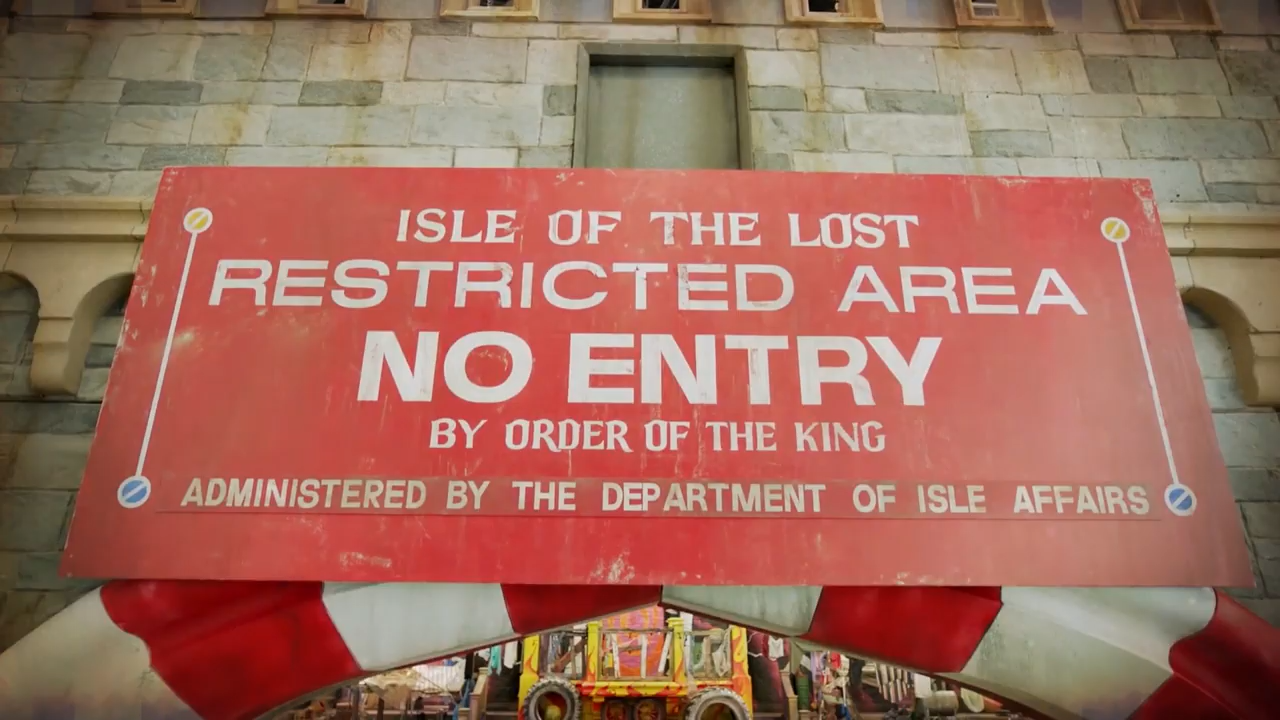 ISLE OF THE LOST
RESTRICTED AREA
NO ENTRY
BY ORDER OF THE KING
ADMINISTERED BY THE DEPARTMENT OF ISLE AFFAIRS